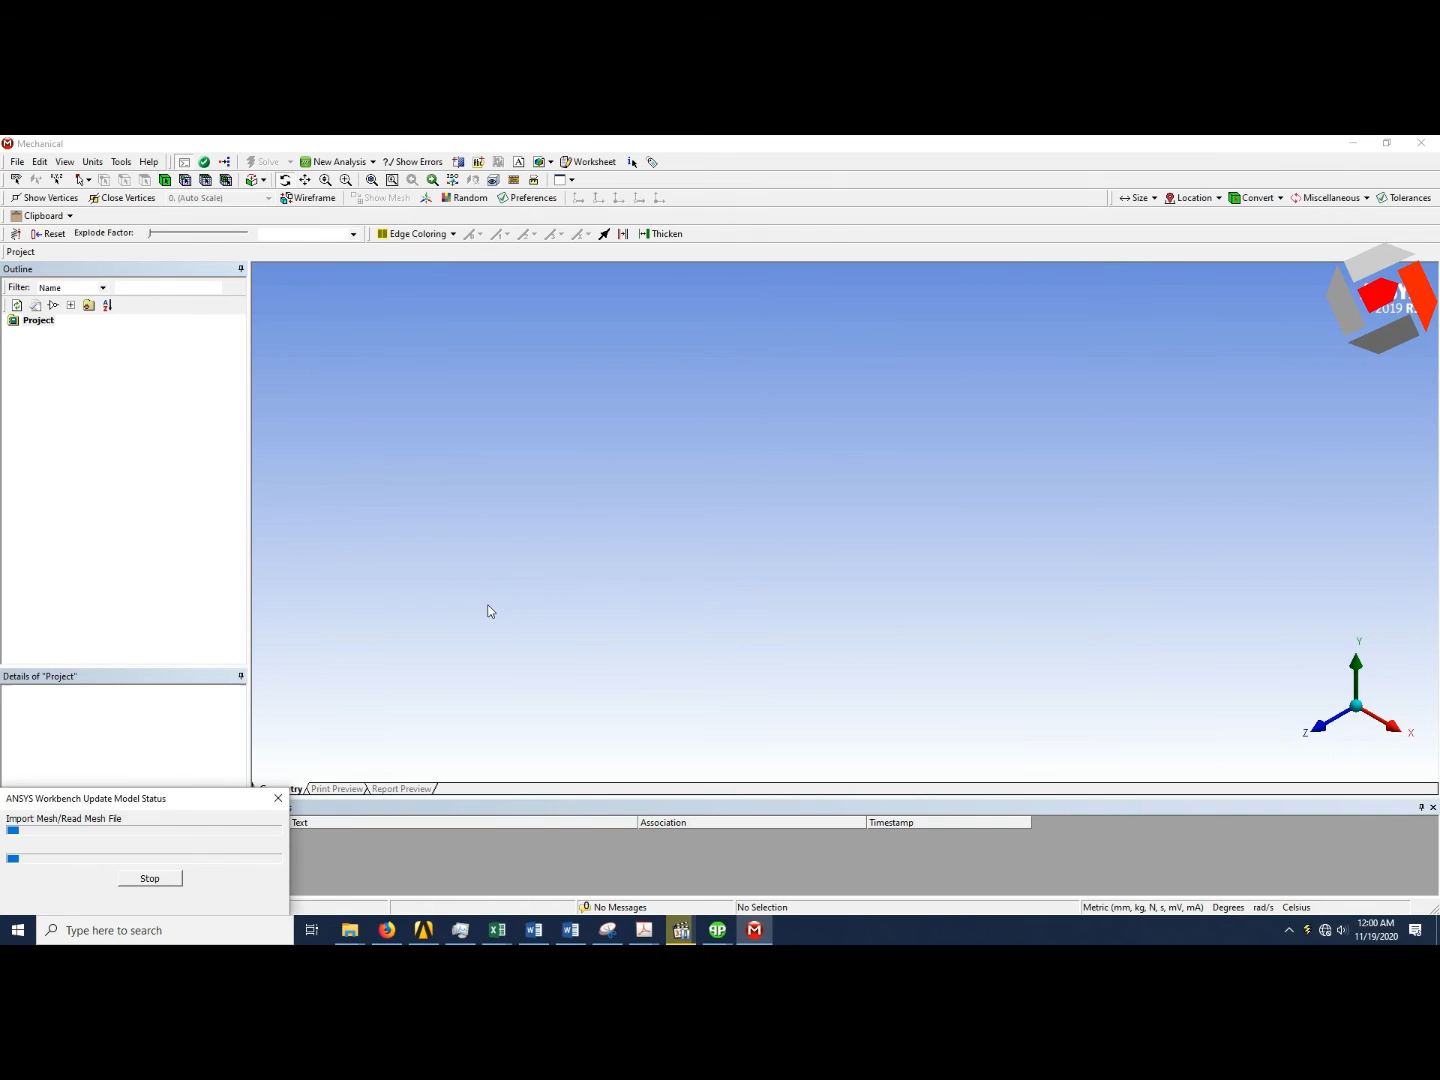 Mechanical
File Edit View Units Tools Help Solve New Analysis ?/ Show Errors A Worksheet i
Show Vertices Close Vertices 0. (Auto Scale) Wireframe Show Mesh Random Preferences Size Location Convert Miscellaneous Tolerances
Clipboard
Reset Explode Factor: Edge Coloring Thicken
Project
Outline
Filter: Name
2019 R
Project
Y
Z
X
Details of "Project"
Print Preview Report Preview
ANSYS Workbench Update Model Status
Import Mesh/Read Mesh File
Stop
Text Association Timestamp
0 No Messages No Selection Metric (mm, kg, N, s, mV, mA) Degrees rad/s Celsius
Type here to search
12:00 AM
11/19/2020